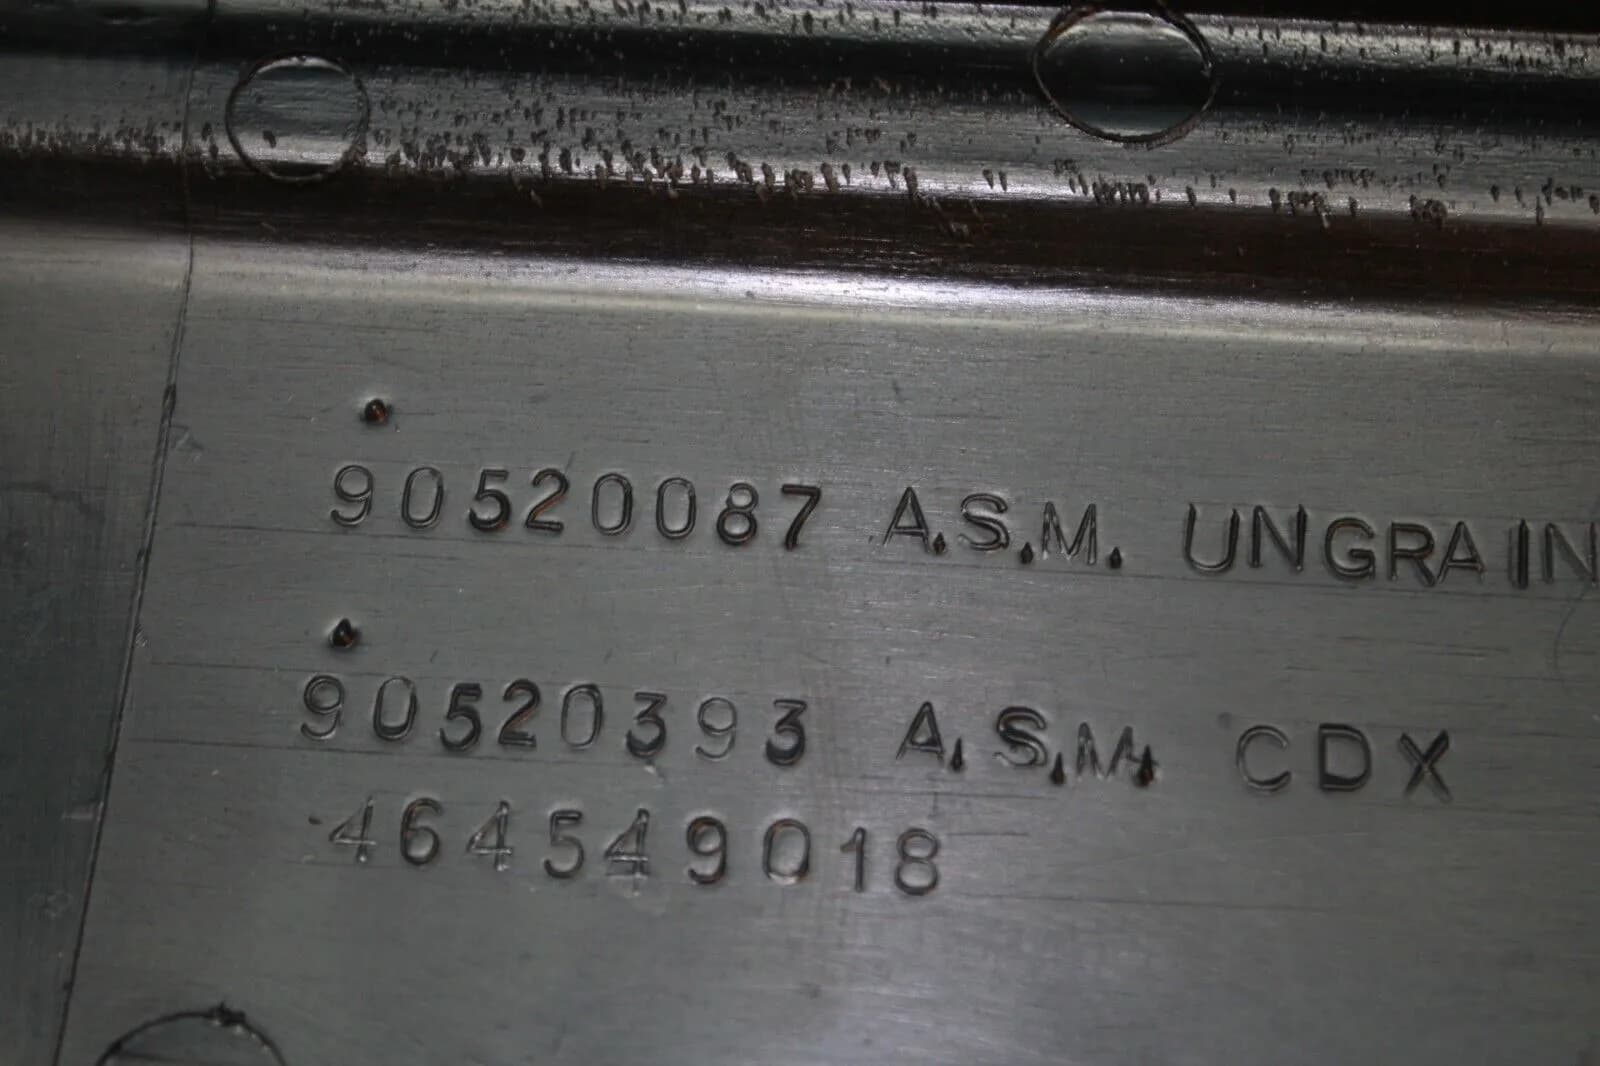 90520087 A.S.M. UNGRAIN
90520393 A.S.M. CDX
464549018